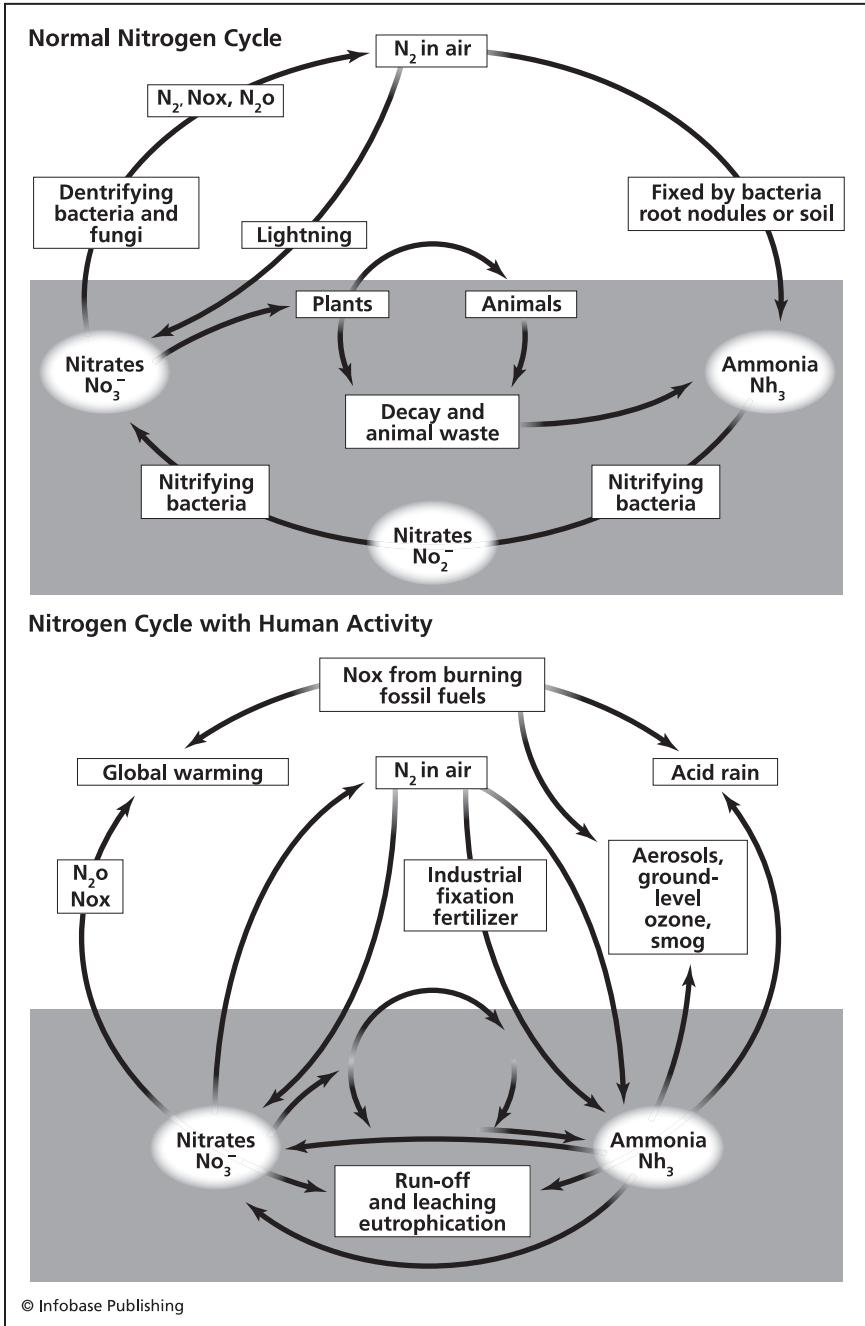 Normal Nitrogen Cycle
N₂ in air
N₂, Nox, N₂o
Dentrifying
bacteria and
fungi
Lightning
Fixed by bacteria
root nodules or soil
Plants
Animals
Nitrates
No₃⁻
Ammonia
Nh₃
Decay and
animal waste
Nitrifying
bacteria
Nitrifying
bacteria
Nitrates
No₂⁻
Nitrogen Cycle with Human Activity
Nox from burning
fossil fuels
Global warming
N₂ in air
Acid rain
N₂o
Nox
Industrial
fixation
fertilizer
Aerosols,
ground-
level
ozone,
smog
Nitrates
No₃⁻
Ammonia
Nh₃
Run-off
and leaching
eutrophication
© Infobase Publishing